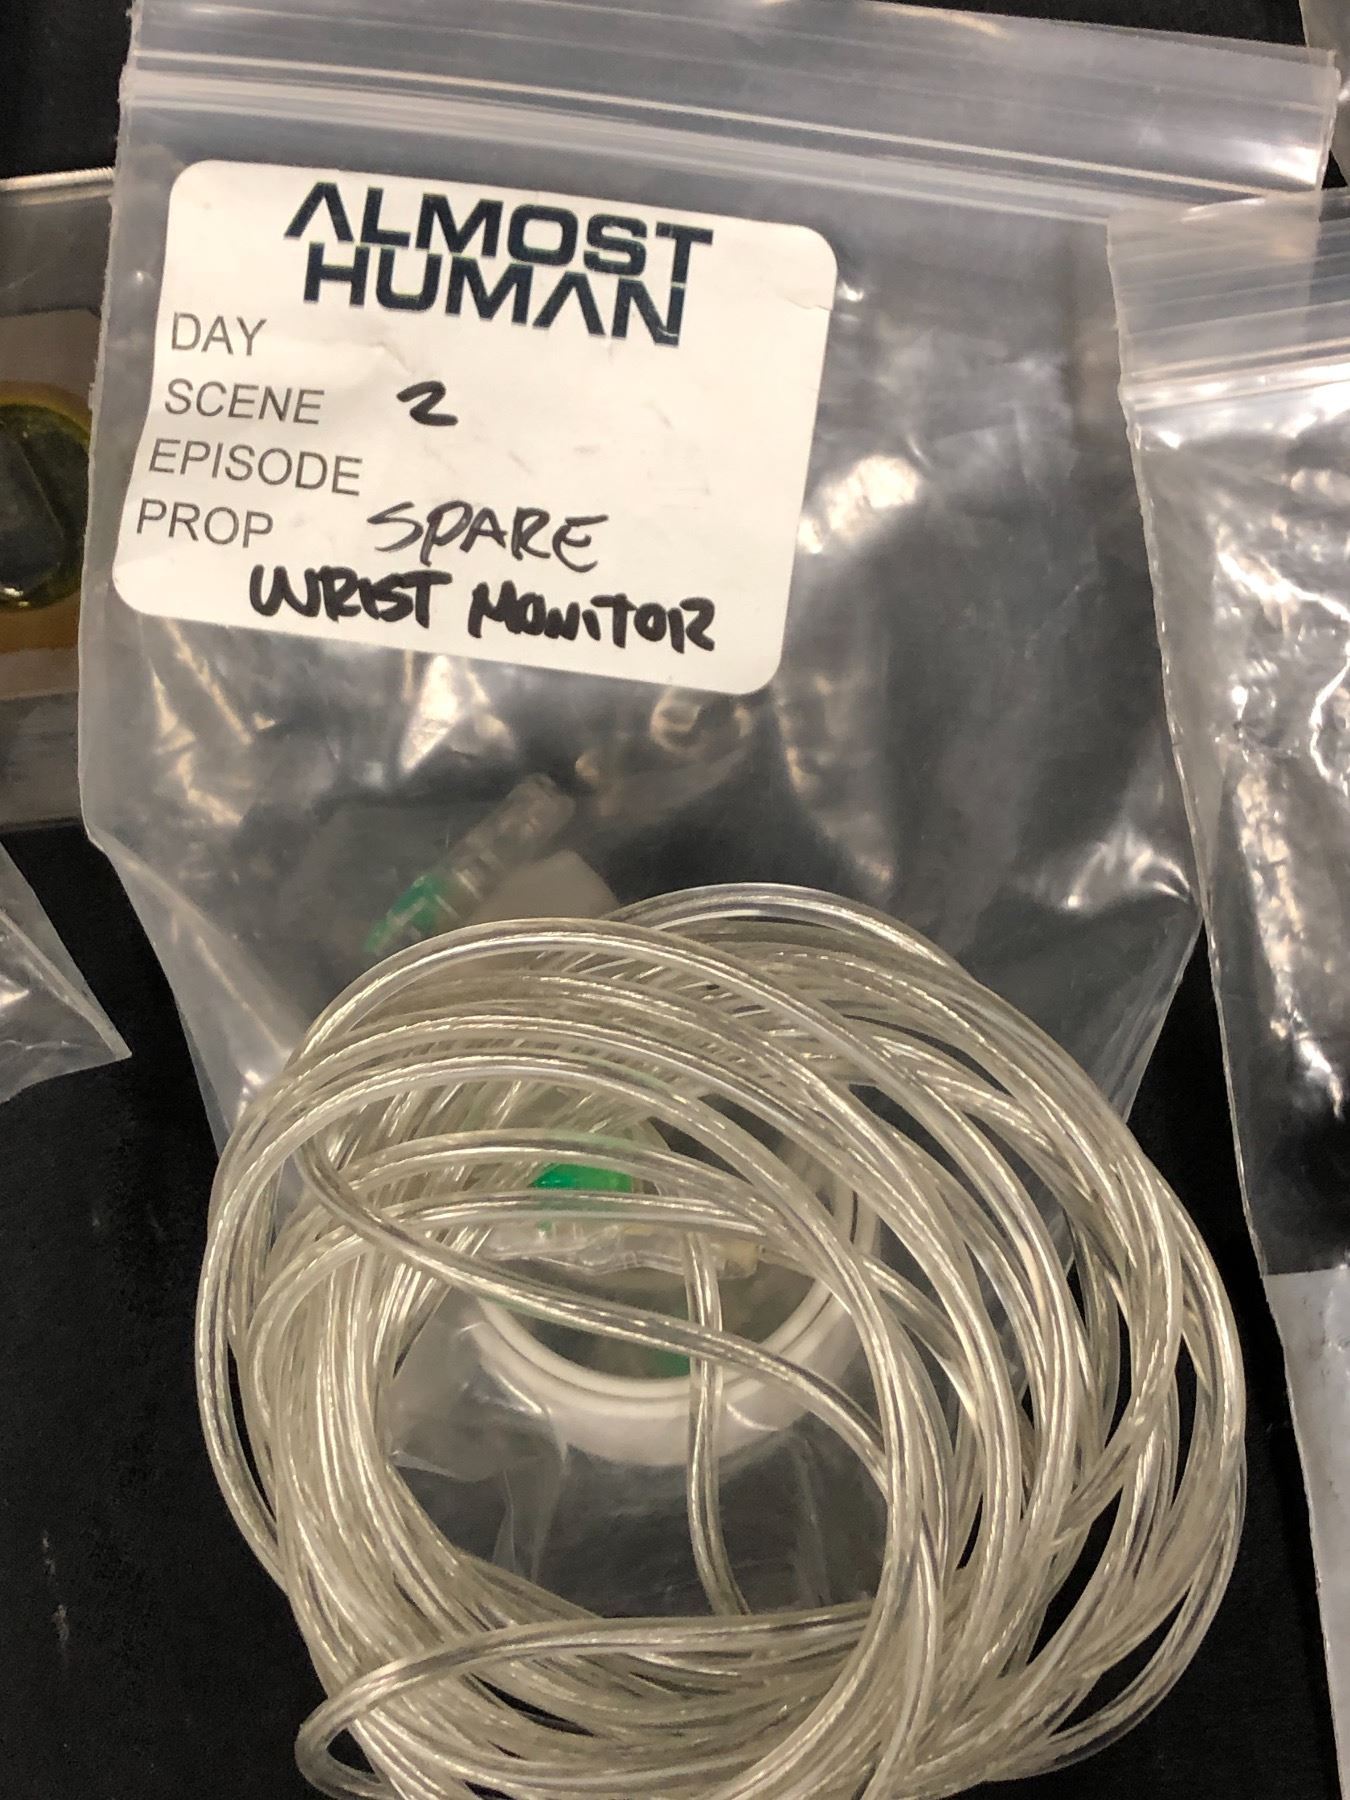 ALMOST
HUMAN
DAY
SCENE 2
EPISODE
PROP SPARE
WRIST MONITOR